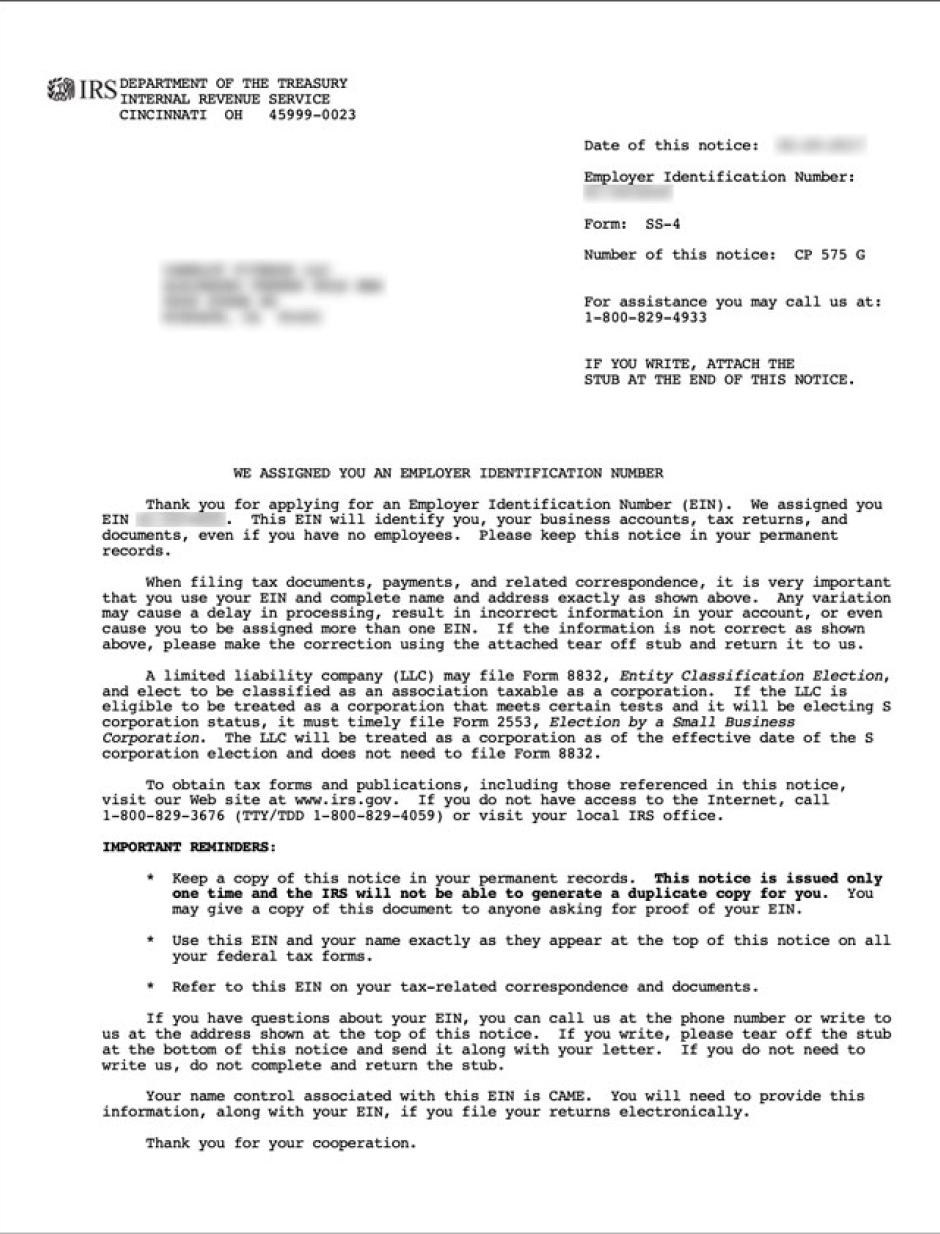 IRS DEPARTMENT OF THE TREASURY
INTERNAL REVENUE SERVICE
CINCINNATI OH 45999-0023
Date of this notice:
Employer Identification Number:
Form: SS-4
Number of this notice: CP 575 G
For assistance you may call us at:
1-800-829-4933
IF YOU WRITE, ATTACH THE
STUB AT THE END OF THIS NOTICE.
WE ASSIGNED YOU AN EMPLOYER IDENTIFICATION NUMBER
Thank you for applying for an Employer Identification Number (EIN). We assigned you
EIN . This EIN will identify you, your business accounts, tax returns, and
documents, even if you have no employees. Please keep this notice in your permanent
records.
When filing tax documents, payments, and related correspondence, it is very important
that you use your EIN and complete name and address exactly as shown above. Any variation
may cause a delay in processing, result in incorrect information in your account, or even
cause you to be assigned more than one EIN. If the information is not correct as shown
above, please make the correction using the attached tear off stub and return it to us.
A limited liability company (LLC) may file Form 8832, Entity Classification Election,
and elect to be classified as an association taxable as a corporation. If the LLC is
eligible to be treated as a corporation that meets certain tests and it will be electing S
corporation status, it must timely file Form 2553, Election by a Small Business
Corporation. The LLC will be treated as a corporation as of the effective date of the S
corporation election and does not need to file Form 8832.
To obtain tax forms and publications, including those referenced in this notice,
visit our Web site at www.irs.gov. If you do not have access to the Internet, call
1-800-829-3676 (TTY/TDD 1-800-829-4059) or visit your local IRS office.
IMPORTANT REMINDERS:
* Keep a copy of this notice in your permanent records. This notice is issued only
one time and the IRS will not be able to generate a duplicate copy for you. You
may give a copy of this document to anyone asking for proof of your EIN.
* Use this EIN and your name exactly as they appear at the top of this notice on all
your federal tax forms.
* Refer to this EIN on your tax-related correspondence and documents.
If you have questions about your EIN, you can call us at the phone number or write to
us at the address shown at the top of this notice. If you write, please tear off the stub
at the bottom of this notice and send it along with your letter. If you do not need to
write us, do not complete and return the stub.
Your name control associated with this EIN is CAME. You will need to provide this
information, along with your EIN, if you file your returns electronically.
Thank you for your cooperation.